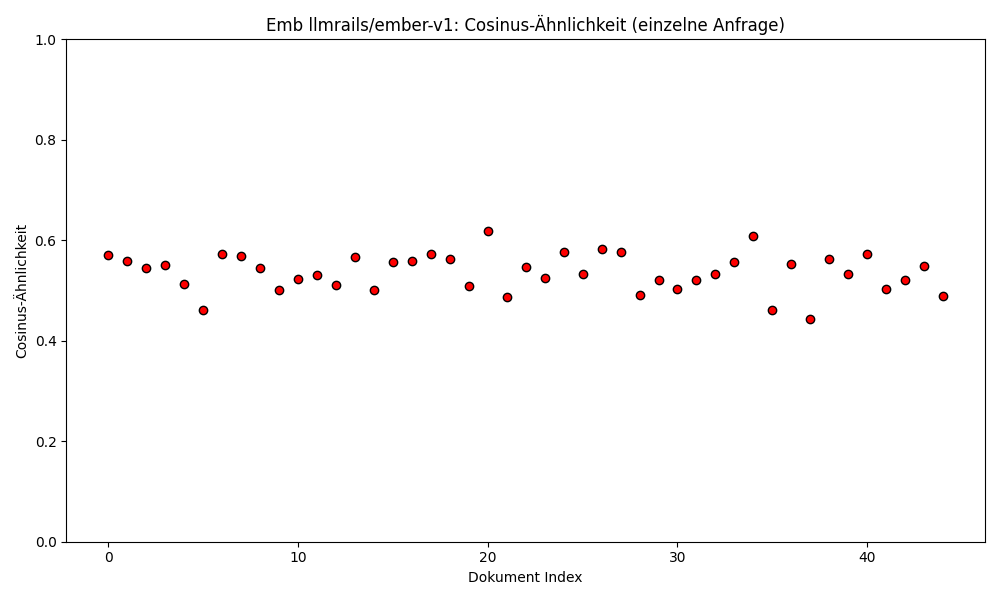 Emb llmrails/ember-v1: Cosinus-Ähnlichkeit (einzelne Anfrage)
1.0
0.8
0.6
0.4
0.2
0.0
Cosinus-Ähnlichkeit
0 10 20 30 40
Dokument Index